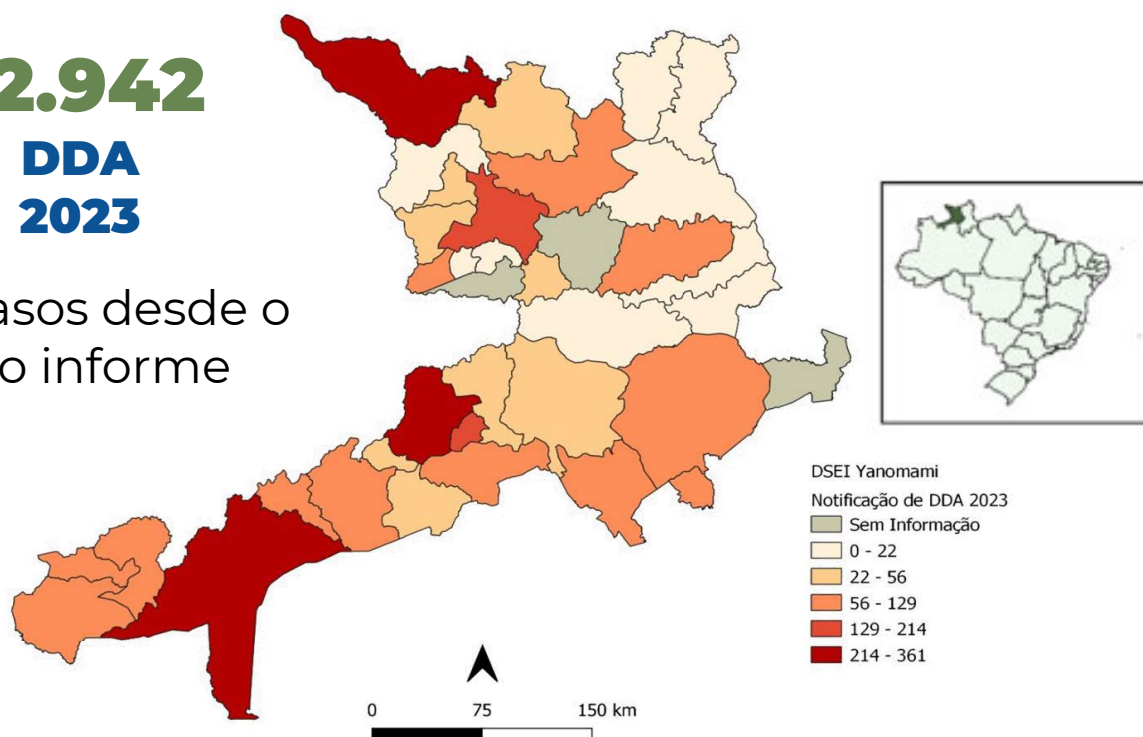 2.942
DDA
2023
asos desde o
o informe
DSEI Yanomami
Notificação de DDA 2023
Sem Informação
0 - 22
22 - 56
56 - 129
129 - 214
214 - 361
0 75 150 km